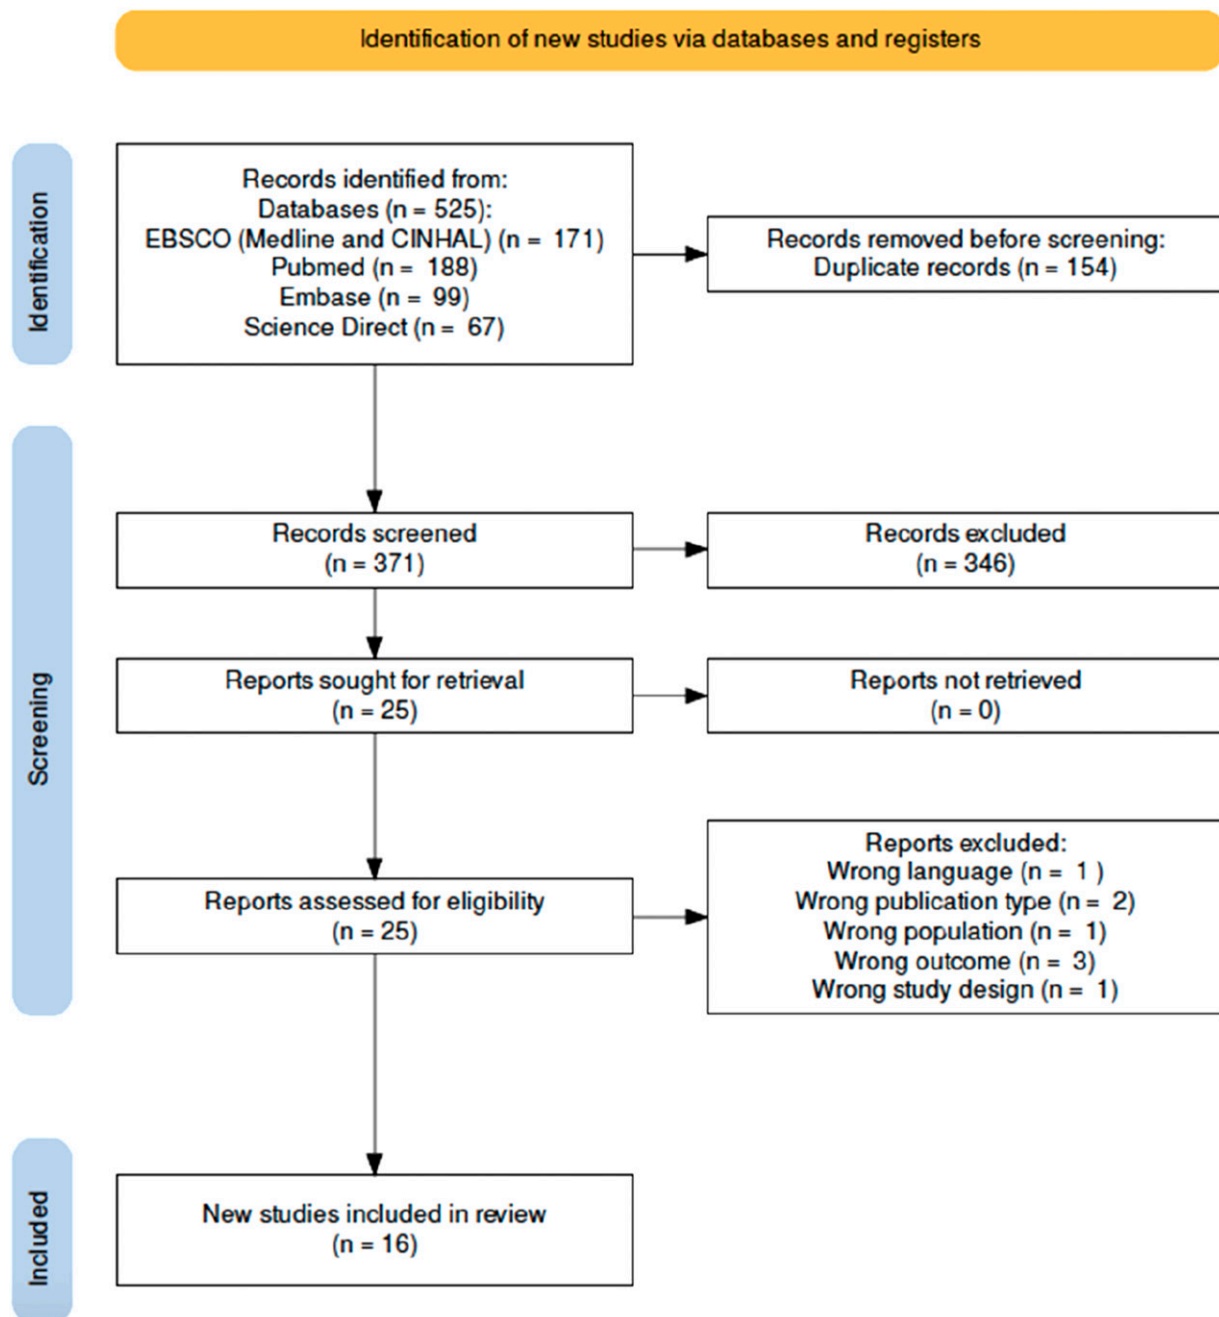 Identification of new studies via databases and registers
Identification
Records identified from:
Databases (n = 525):
EBSCO (Medline and CINHAL) (n = 171)
Pubmed (n = 188)
Embase (n = 99)
Science Direct (n = 67)
Records removed before screening:
Duplicate records (n = 154)
Screening
Records screened
(n = 371)
Records excluded
(n = 346)
Reports sought for retrieval
(n = 25)
Reports not retrieved
(n = 0)
Reports assessed for eligibility
(n = 25)
Reports excluded:
Wrong language (n = 1 )
Wrong publication type (n = 2)
Wrong population (n = 1)
Wrong outcome (n = 3)
Wrong study design (n = 1)
Included
New studies included in review
(n = 16)